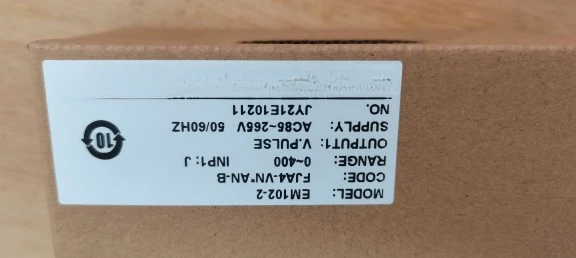 MODEL: EM102-2
CODE: FJA4-VN*AN-B
RANGE: 0~400 INP1: J
OUTPUT1: V.PULSE
SUPPLY: AC85~265V 50/60HZ
NO. JY21E10211
10